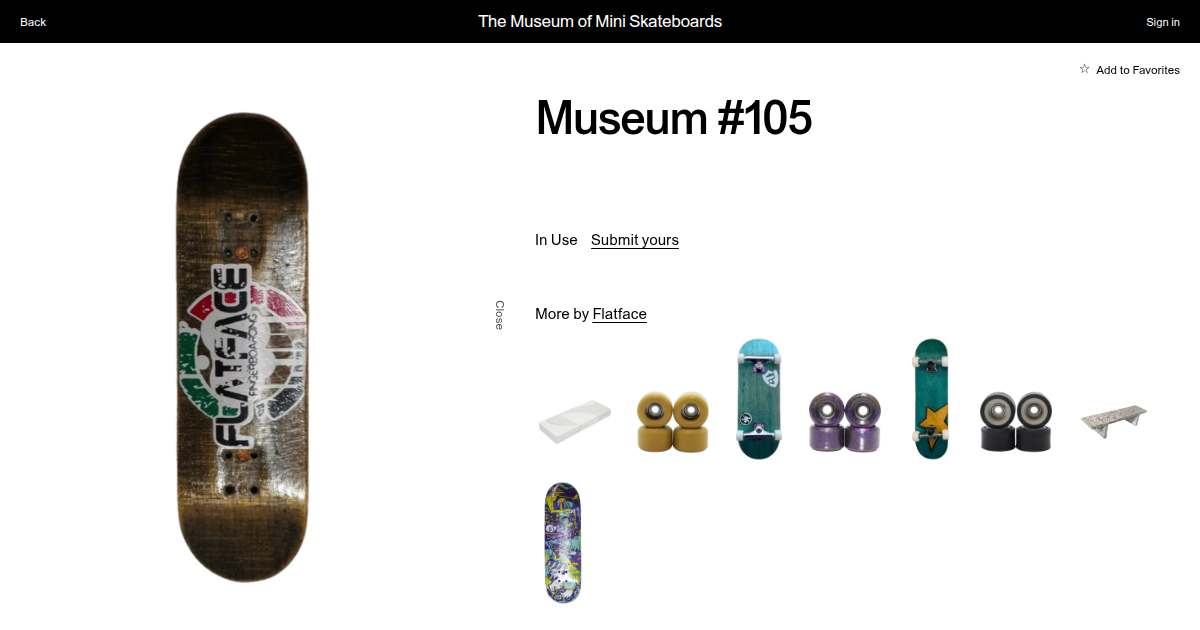 Back
The Museum of Mini Skateboards
Sign in
☆ Add to Favorites
Museum #105
In Use Submit yours
Close
More by Flatface
FLATFACE
FINGERBOARDING